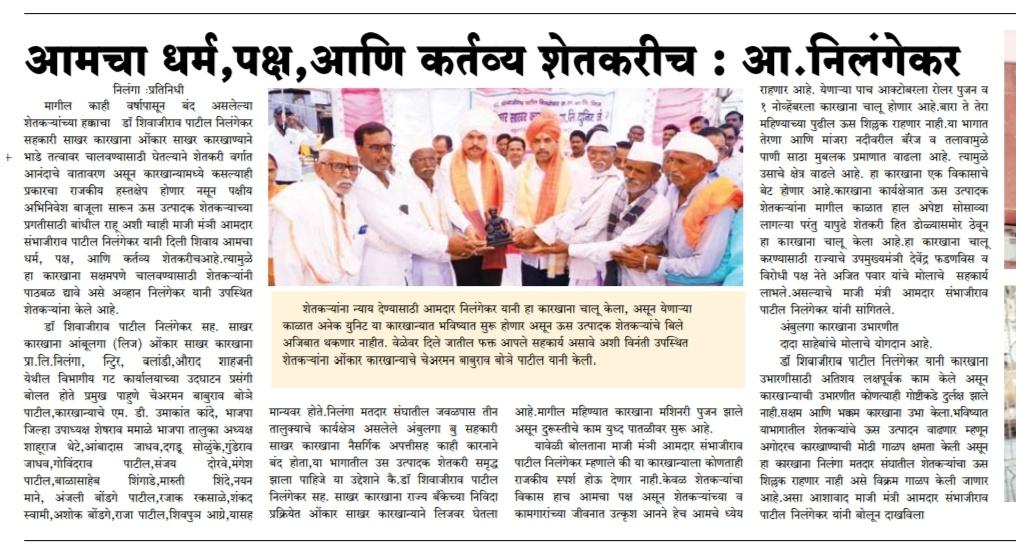 आमचा धर्म,पक्ष,आणि कर्तव्य शेतकरीच : आ.निलंगेकर
निलंगा :प्रतिनिधी
मागील काही वर्षापासून बंद असलेल्या
शेतकऱ्यांच्या हक्काचा डॉ शिवाजीराव पाटील निलंगेकर
सहकारी साखर कारखाना ओंकार साखर कारखाण्याने
भाडे तत्वावर चालवण्यासाठी घेतल्याने शेतकरी वर्गात
आनंदाचे वातावरण असून कारखान्यामध्ये कसल्याही
प्रकारचा राजकीय हस्तक्षेप होणार नसून पक्षीय
अभिनिवेश बाजूला सारून ऊस उत्पादक शेतकऱ्याच्या
प्रगतीसाठी बांधील राहू अशी ग्वाही माजी मंत्री आमदार
संभाजीराव पाटील निलंगेकर यानी दिली शिवाय आमचा
धर्म, पक्ष, आणि कर्तव्य शेतकरीचआहे.त्यामुळे
हा कारखाना सक्षमपणे चालवण्यासाठी शेतकऱ्यांनी
पाठबळ द्यावे असे अव्हान निलंगेकर यानी उपस्थित
शेतकऱ्यांना केले आहे.
डॉ शिवाजीराव पाटील निलंगेकर सह. साखर
कारखाना आंबूलगा (लिज) ओंकार साखर कारखाना
प्रा.लि.निलंगा, वलांडी,औराद शाहजनी
येथील विभागीय गट कार्यालयाच्या उदघाटन प्रसंगी
बोलत होते प्रमुख पाहुणे चेअरमन बाबुराव बोत्रे
पाटील,कारखान्याचे एम. डी. उमाकांत कांदे, भाजपा
जिल्हा उपाध्यक्ष शेषराव ममाळे भाजपा तालुका अध्यक्ष
शाहूराज थेटे,आंबादास जाधव,दगडू सोळुंके,गुंडेराव
जाधव,गोविंदराव पाटील,संजय दोरवे,मंगेश
पाटील,बाळासाहेब शिंगाडे,मारुती शिंदे,नयन
माने, अंजली बोंडगे पाटील,रजाक रकसाळे,शंकद
स्वामी,अशोक बोंडगे,राजा पाटील,शिवपुत्र आग्रे,यासह
शेतकऱ्यांना न्याय देण्यासाठी आमदार निलंगेकर यानी हा कारखाना चालू केला, असून येणाऱ्या
काळात अनेक युनिट या कारखान्यात भविष्यात सुरू होणार असून ऊस उत्पादक शेतकऱ्यांचे बिले
अजिबात थकणार नाहीत. वेळेवर दिले जातील फक्त आपले सहकार्य असावे अशी विनंती उपस्थित
शेतकऱ्यांना ओंकार कारखान्याचे चेअरमन बाबुराव बोत्रे पाटील यानी केली.
मान्यवर होते.निलंगा मतदार संघातील जवळपास तीन
तालुक्याचे कार्यक्षेत्र असलेले अंबुलगा बु सहकारी
साखर कारखाना नैसर्गिक अपत्तीसह काही कारनाने
बंद होता,या भागातील उस उत्पादक शेतकरी समृद्ध
झाला पाहिजे या उद्देशाने कै.डॉ शिवाजीराव पाटील
निलंगेकर सह. साखर कारखाना राज्य बँकेच्या निविदा
प्रक्रियेत ओंकार साखर कारखान्याने लिजवर घेतला
आहे.मागील महिण्यात कारखाना मशिनरी पुजन झाले
असून दुरूस्तीचे काम युध्द पातळीवर सुरू आहे.
यावेळी बोलताना माजी मंत्री आमदार संभाजीराव
पाटील निलंगेकर म्हणाले की या कारखान्याला कोणताही
राजकीय स्पर्श होऊ देणार नाही.केवळ शेतकऱ्यांचा
विकास हाच आमचा पक्ष असून शेतकऱ्यांच्या व
कामगारांच्या जीवनात उत्कृश आनने हेच आमचे ध्येय
राहणार आहे. येणाऱ्या पाच आक्टोबरला रोलर पुजन व
१ नोव्हेंबरला कारखाना चालू होणार आहे.बारा ते तेरा
महिण्याच्या पुढील ऊस शिल्लक राहणार नाही.या भागात
तेरणा आणि मांजरा नदीवरील बॅरेज व तलावामुळे
पाणी साठा मुबलक प्रमाणात वाढला आहे. त्यामुळे
उसाचे क्षेत्र वाढले आहे. हा कारखाना एक विकासाचे
बेट होणार आहे.कारखाना कार्यक्षेत्रात ऊस उत्पादक
शेतकऱ्यांना मागील काळात हाल अपेष्टा सोसाव्या
लागल्या परंतु यापुढे शेतकरी हित डोळ्यासमोर ठेवून
हा कारखाना चालू केला आहे.हा कारखाना चालू
करण्यासाठी राज्याचे उपमुख्यमंत्री देवेंद्र फडणविस व
विरोधी पक्ष नेते अजित पवार यांचे मोलाचे सहकार्य
लाभले.असल्याचे माजी मंत्री आमदार संभाजीराव
पाटील निलंगेकर यांनी सांगितले.
अंबुलगा कारखाना उभारणीत
दादा साहेबांचे मोलाचे योगदान आहे.
डॉ शिवाजीराव पाटील निलंगेकर यानी कारखाना
उभारणीसाठी अतिशय लक्षपूर्वक काम केले असून
कारखान्याची उभारणीत कोणत्याही गोष्टीकडे दुर्लक्ष झाले
नाही.सक्षम आणि भक्कम कारखाना उभा केला.भविष्यात
याभागातील शेतकऱ्यांचे ऊस उत्पादन वाढणार म्हणून
अगोदरच कारखाण्याची मोठी गाळप क्षमता केली असून
हा कारखाना निलंगा मतदार संघातील शेतकऱ्यांचा ऊस
शिल्लक राहणार नाही असे विक्रम गाळप केली जाणार
आहे.असा आशावाद माजी मंत्री आमदार संभाजीराव
पाटील निलंगेकर यांनी बोलून दाखविला